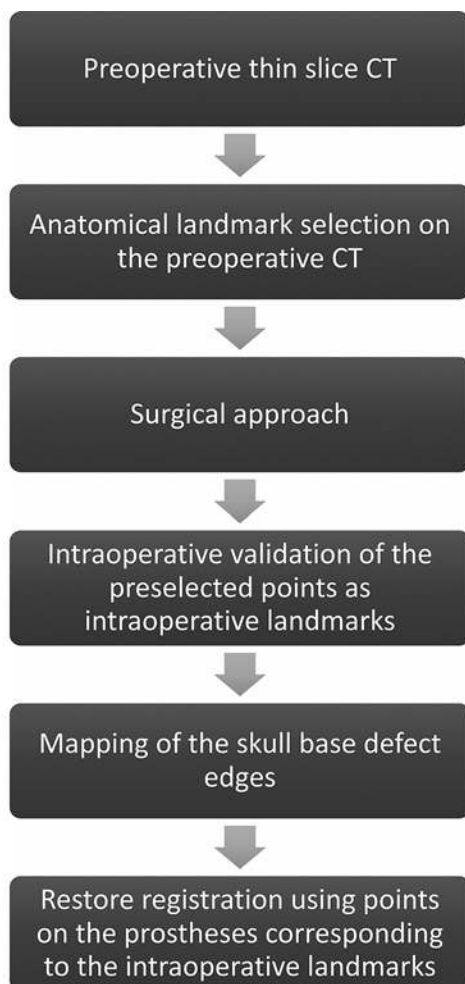 Preoperative thin slice CT
Anatomical landmark selection on
the preoperative CT
Surgical approach
Intraoperative validation of the
preselected points as
intraoperative landmarks
Mapping of the skull base defect
edges
Restore registration using points
on the prostheses corresponding
to the intraoperative landmarks